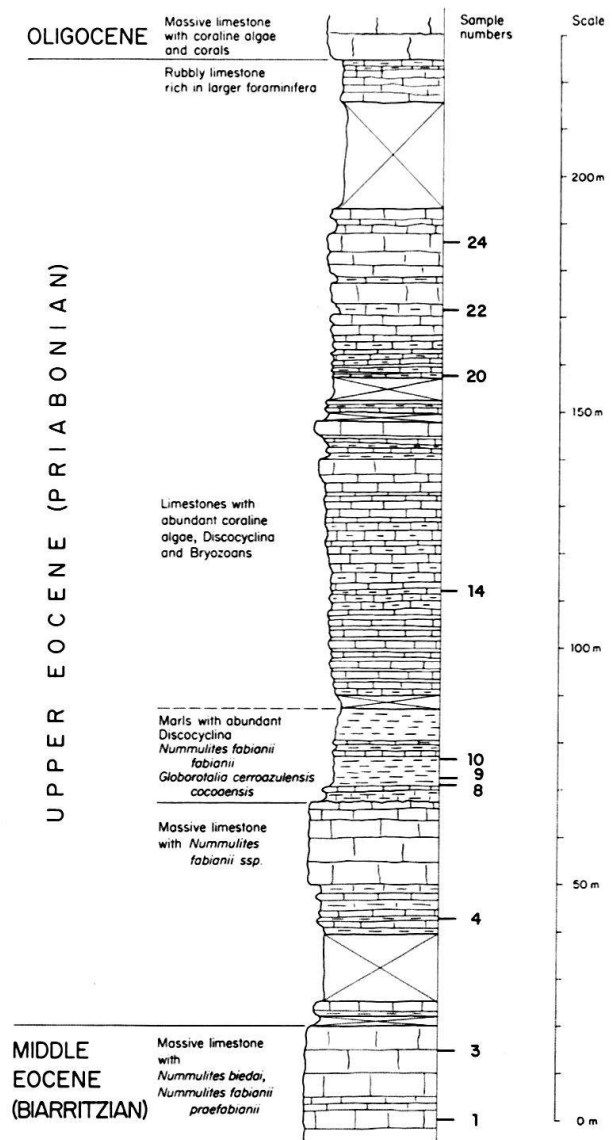 OLIGOCENE
Massive limestone
with coraline algae
and corals
Sample
numbers
Scale
Rubbly limestone
rich in larger foraminifera
200 m
24
22
20
150 m
UPPER EOCENE (PRIABONIAN)
Limestones with
abundant coraline
algae, Discocyclina
and Bryozoans
14
100 m
Marls with abundant
Discocyclina
Nummulites fabianii
fabianii
Globorotalia cerroazulensis
cocoaensis
10
9
8
Massive limestone
with Nummulites
fabianii ssp.
50 m
4
MIDDLE
EOCENE
(BIARRITZIAN)
Massive limestone
with
Nummulites biedai,
Nummulites fabianii
praefabianii
3
1
0 m